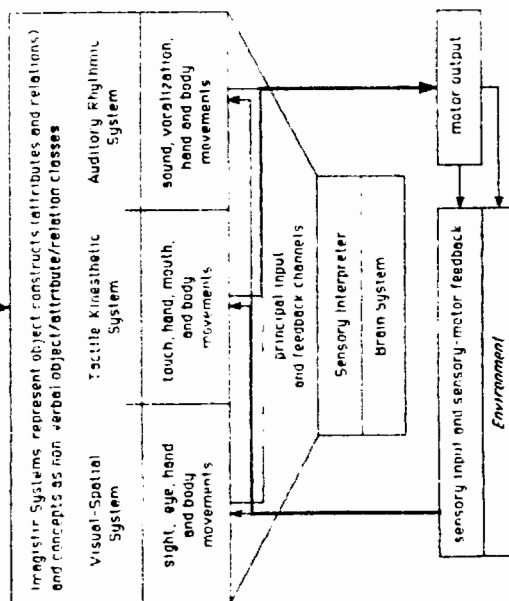 Imagistic Systems represent object constructs (attributes and relations)
and concepts as non verbal object/attribute/relation classes
Visual-Spatial
System
Tactile Kinesthetic
System
Auditory Rhythmic
System
sight, eye, hand
and body
movements
touch, hand, mouth,
and body
movements
sound, vocalization,
hand and body
movements
principal input
and feedback channels
Sensory Interpreter
Brain System
sensory input and sensory-motor feedback
Environment
motor output